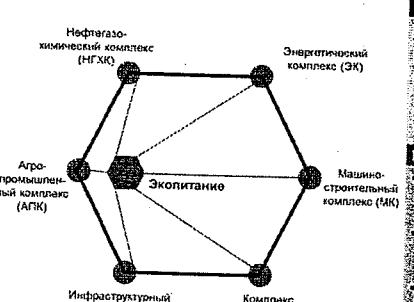 Нефтегазо-
химический комплекс
(НГХК)
Энергетический
комплекс (ЭК)
Агро-
промышлен-
ный комплекс
(АПК)
Экопитание
Машино-
строительный
комплекс (МК)
Инфраструктурный
Комплекс